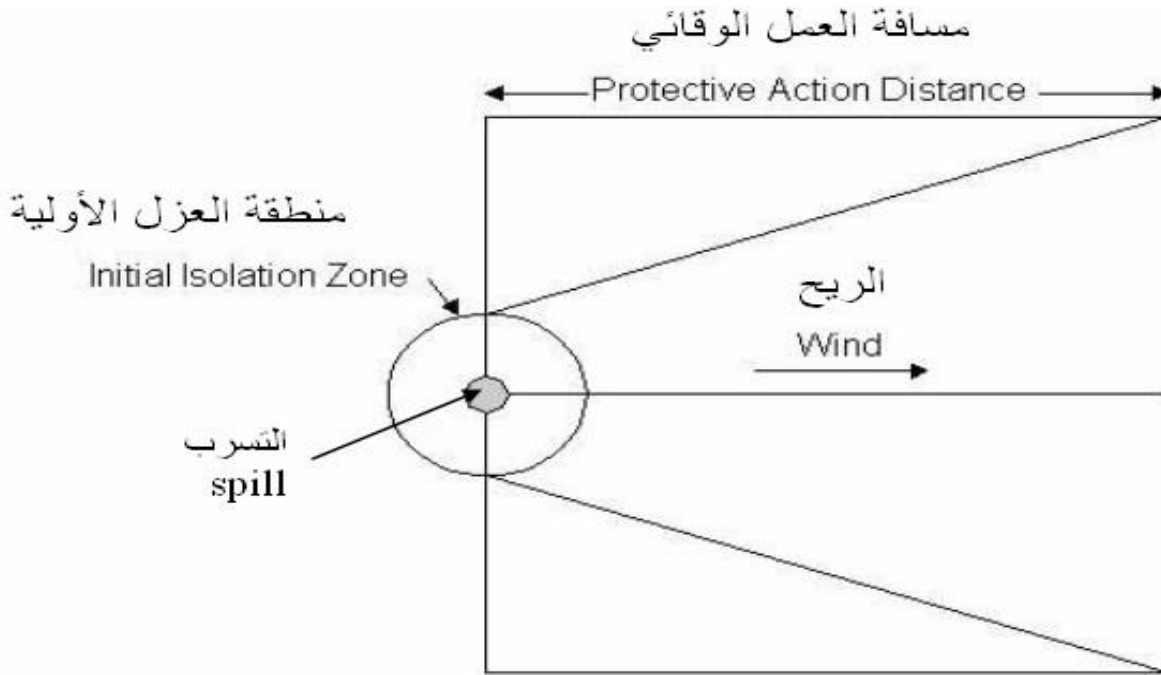 مسافة العمل الوقائي
Protective Action Distance
منطقة العزل الأولية
Initial Isolation Zone
الريح
Wind
التسرب
spill